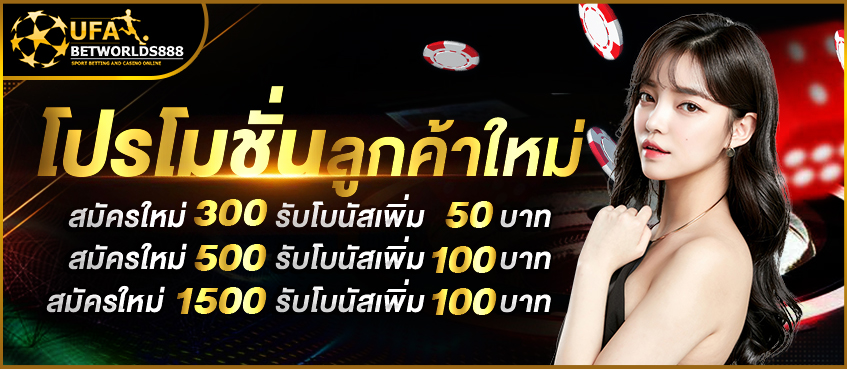 UFA
BETWORLDS888
SPORT BETTING AND CASINO ONLINE
โปรโมชั่นลูกค้าใหม่
สมัครใหม่ 300 รับโบนัสเพิ่ม 50 บาท
สมัครใหม่ 500 รับโบนัสเพิ่ม 100 บาท
สมัครใหม่ 1500 รับโบนัสเพิ่ม 100 บาท